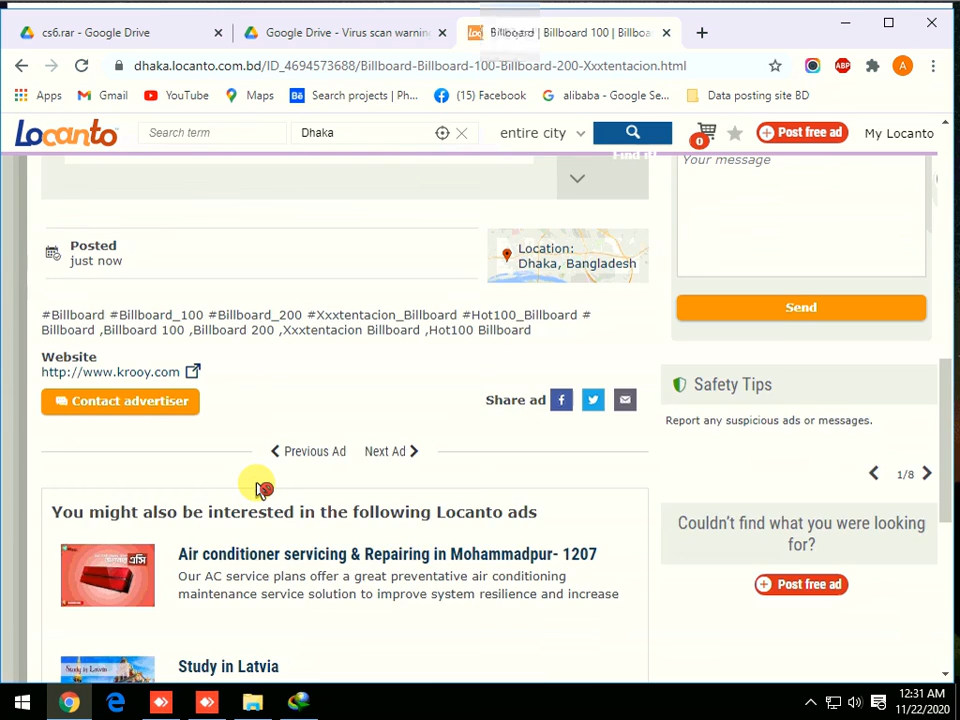 cs6.rar - Google Drive
Google Drive - Virus scan warnin
Billboard | Billboard 100 | Billboa
dhaka.locanto.com.bd/ID_4694573688/Billboard-Billboard-100-Billboard-200-Xxxtentacion.html
ABP
A
Apps
Gmail
YouTube
Maps
Search projects | Ph...
(15) Facebook
alibaba - Google Se...
Data posting site BD
Locanto
Search term
Dhaka
entire city
0
Post free ad
My Locanto
Find it
Your message
Posted
just now
Location:
Dhaka, Bangladesh
Send
#Billboard #Billboard_100 #Billboard_200 #Xxxtentacion_Billboard #Hot100_Billboard #
Billboard ,Billboard 100 ,Billboard 200 ,Xxxtentacion Billboard ,Hot100 Billboard
Website
http://www.krooy.com
Contact advertiser
Share ad
Safety Tips
Report any suspicious ads or messages.
Previous Ad
Next Ad
1/8
You might also be interested in the following Locanto ads
Couldn't find what you were looking
for?
Post free ad
Air conditioner servicing & Repairing in Mohammadpur- 1207
Our AC service plans offer a great preventative air conditioning
maintenance service solution to improve system resilience and increase
Study in Latvia
12:31 AM
11/22/2020